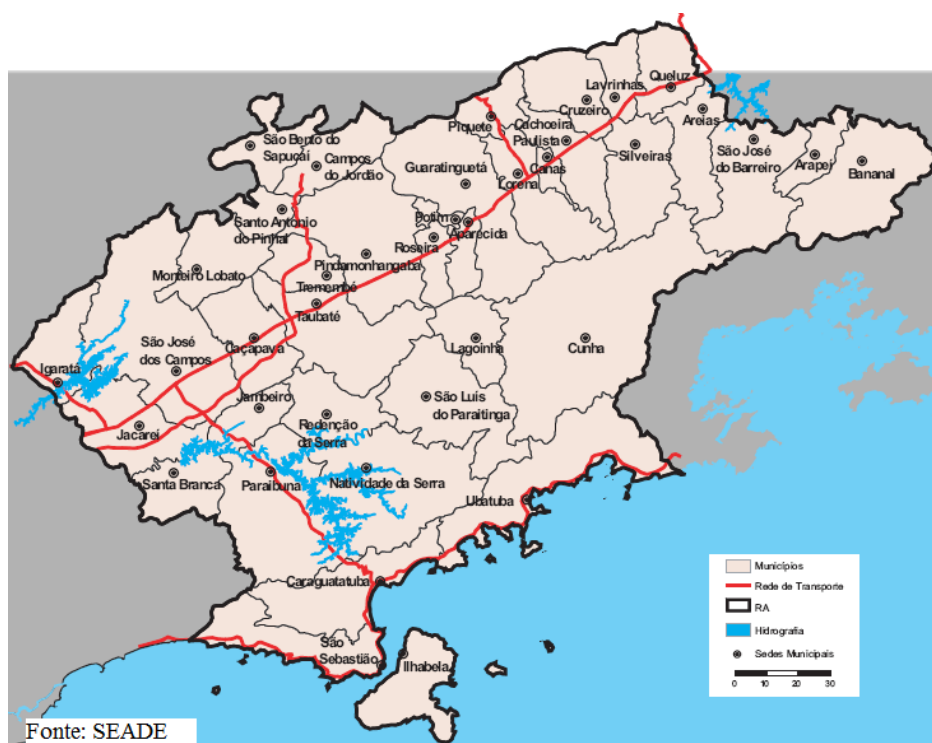 Queluz
Lavrinhas
Cruzeiro
Areias
Piquete
Cachoeira
Paulista
Canas
Silveiras
São José
do Barreiro
Arapeí
Bananal
São Bento do
Sapucaí
Campos
do Jordão
Guaratinguetá
Lorena
Santo Antonio
do Pinhal
Potim
Aparecida
Roseira
Pindamonhangaba
Monteiro Lobato
Tremembé
Taubaté
São José
dos Campos
Caçapava
Lagoinha
Cunha
Igaratá
Jambeiro
São Luis
do Paraitinga
Redenção
da Serra
Jacareí
Santa Branca
Paraibuna
Natividade da Serra
Ubatuba
Caraguatatuba
São
Sebastião
Ilhabela
Municípios
Rede de Transporte
RA
Hidrografia
Sedes Municipais
0 10 20 30
Fonte: SEADE